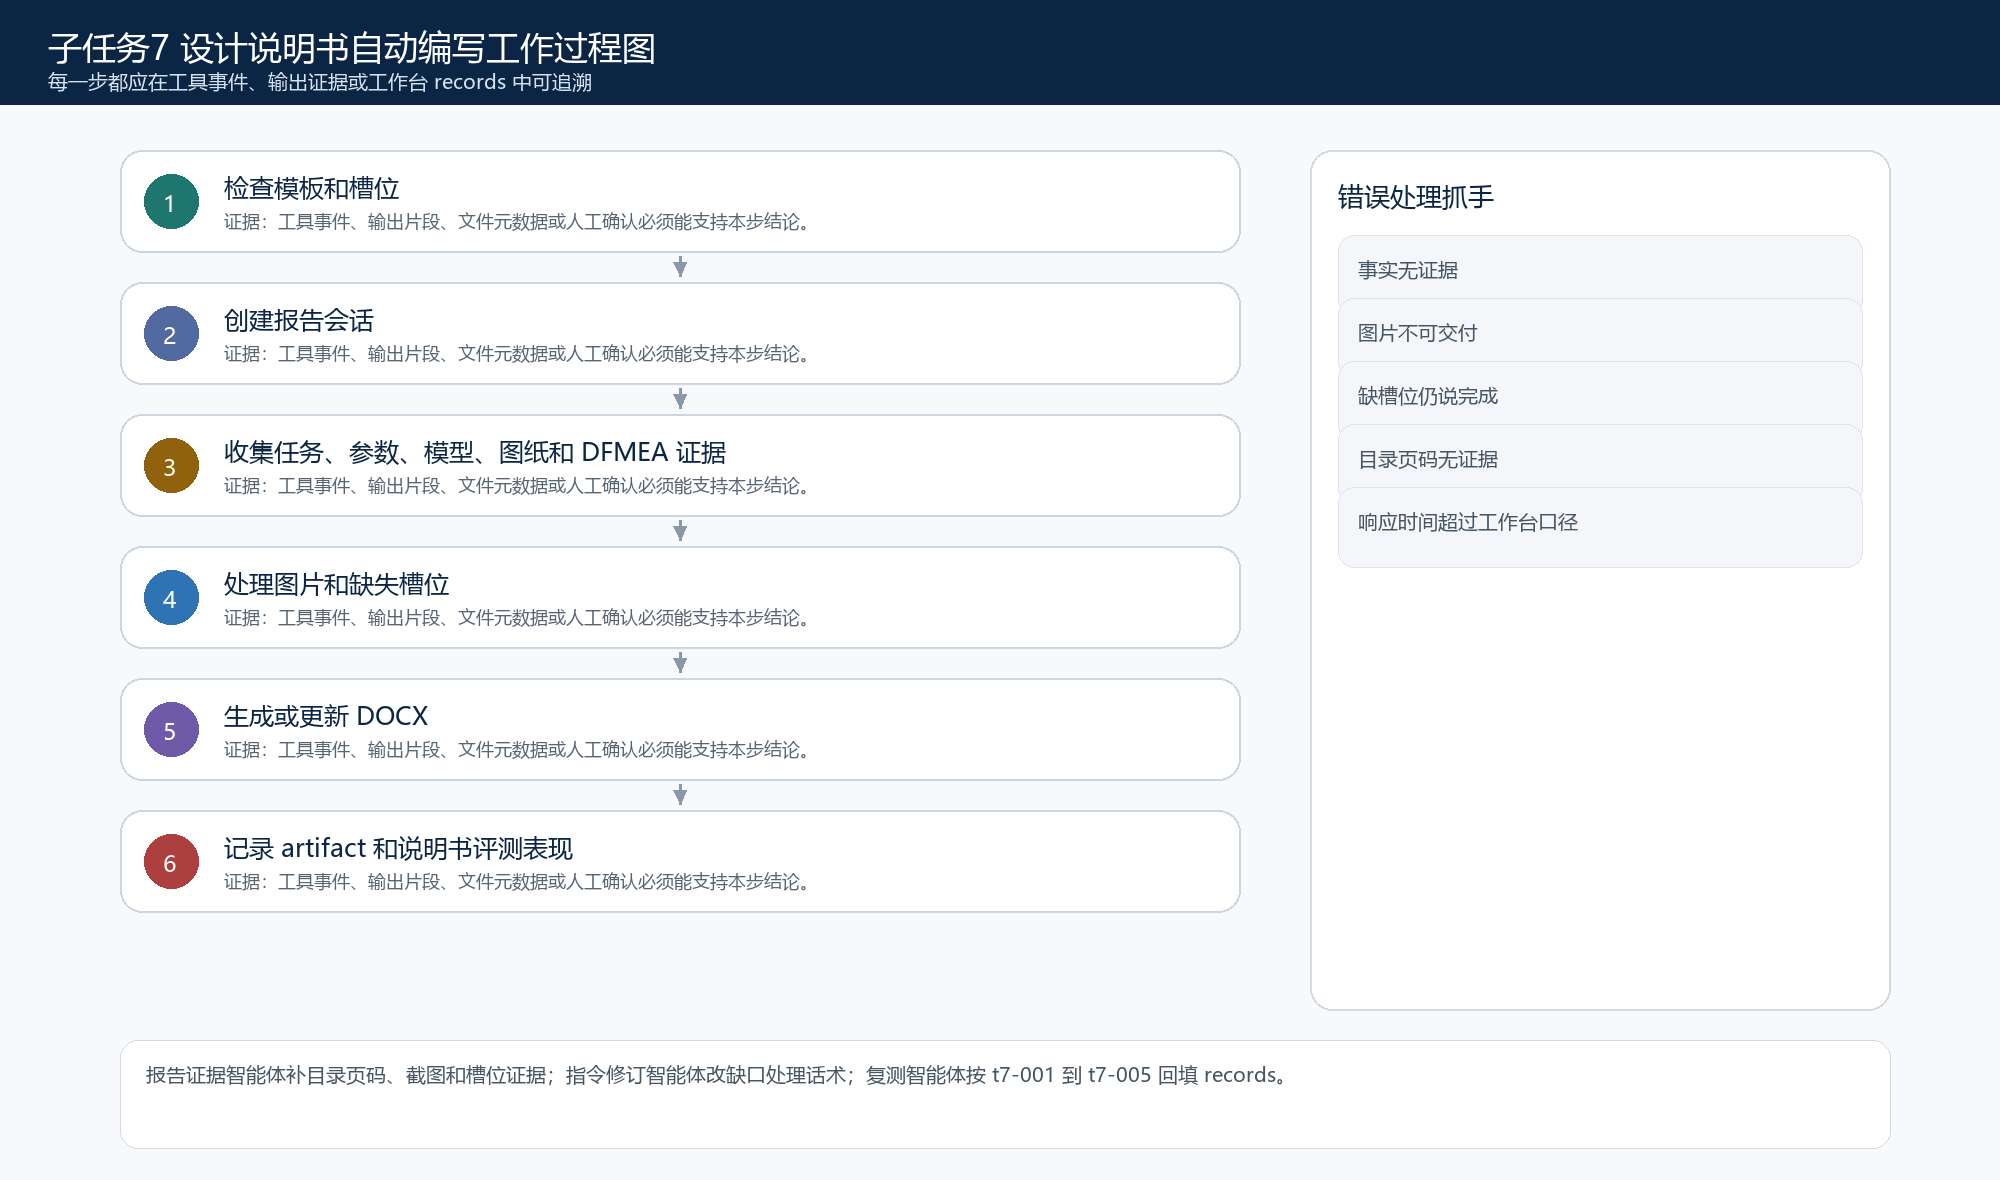 子任务7 设计说明书自动编写工作过程图
每一步都应在工具事件、输出证据或工作台 records 中可追溯
1
检查模板和槽位
证据：工具事件、输出片段、文件元数据或人工确认必须能支持本步结论。
2
创建报告会话
证据：工具事件、输出片段、文件元数据或人工确认必须能支持本步结论。
3
收集任务、参数、模型、图纸和 DFMEA 证据
证据：工具事件、输出片段、文件元数据或人工确认必须能支持本步结论。
4
处理图片和缺失槽位
证据：工具事件、输出片段、文件元数据或人工确认必须能支持本步结论。
5
生成或更新 DOCX
证据：工具事件、输出片段、文件元数据或人工确认必须能支持本步结论。
6
记录 artifact 和说明书评测表现
证据：工具事件、输出片段、文件元数据或人工确认必须能支持本步结论。
错误处理抓手
事实无证据
图片不可交付
缺槽位仍说完成
目录页码无证据
响应时间超过工作台口径
报告证据智能体补目录页码、截图和槽位证据；指令修订智能体改缺口处理话术；复测智能体按 t7-001 到 t7-005 回填 records。